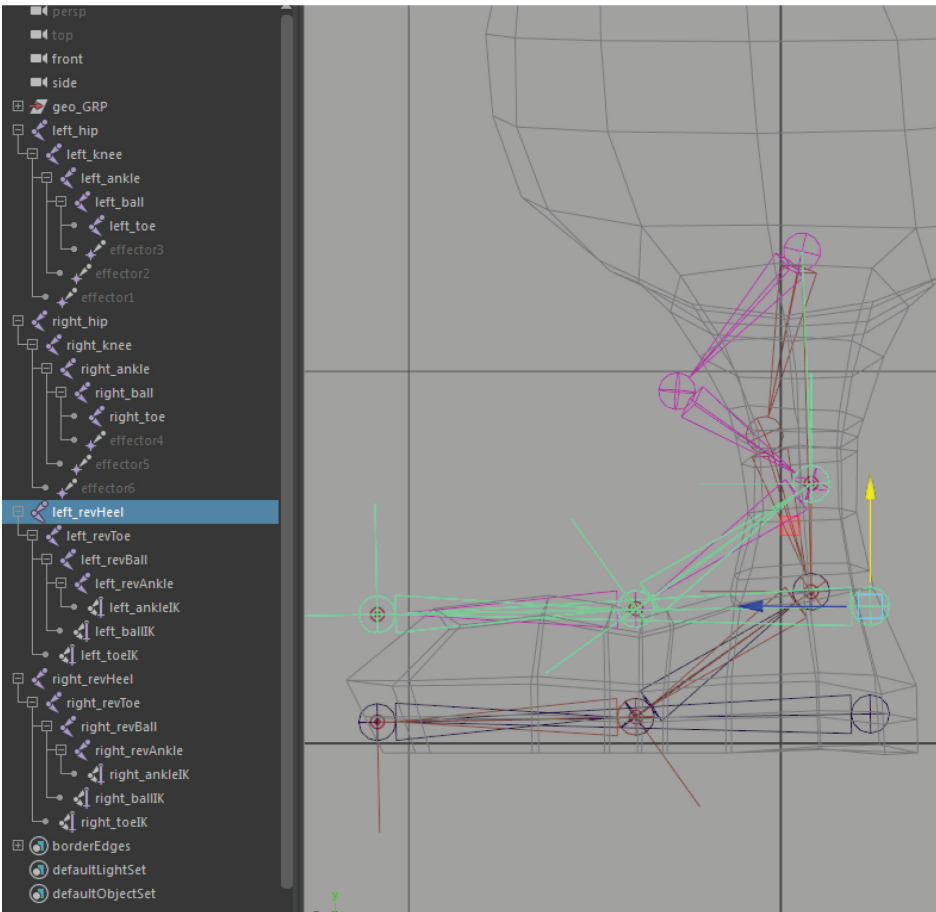 persp
top
front
side
geo_GRP
left_hip
left_knee
left_ankle
left_ball
left_toe
effector3
effector2
effector1
right_hip
right_knee
right_ankle
right_ball
right_toe
effector4
effector5
effector6
left_revHeel
left_revToe
left_revBall
left_revAnkle
left_ankleIK
left_ballIK
left_toeIK
right_revHeel
right_revToe
right_revBall
right_revAnkle
right_ankleIK
right_ballIK
right_toeIK
borderEdges
defaultLightSet
defaultObjectSet
y